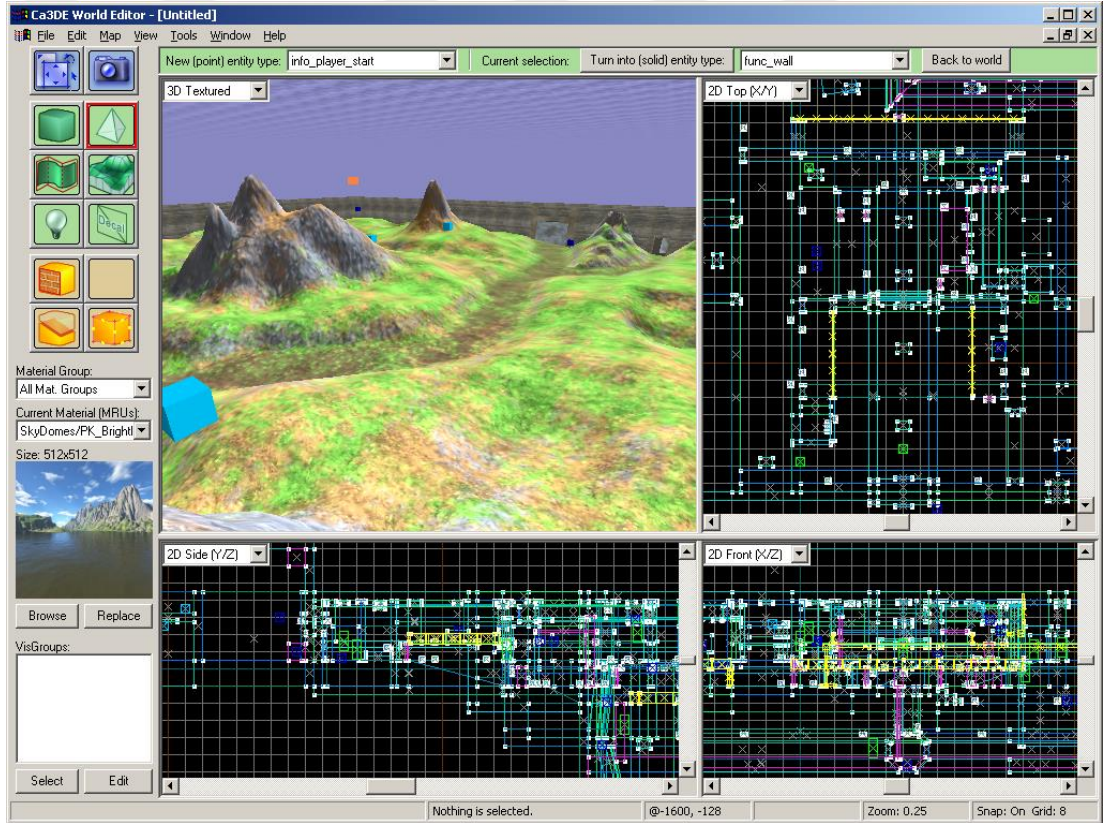 Ca3DE World Editor - [Untitled]
File Edit Map View Tools Window Help
New (point) entity type: info_player_start Current selection: Turn into (solid) entity type: func_wall Back to world
3D Textured
2D Top (X/Y)
Decal
Material Group:
All Mat. Groups
Current Material (MRUs):
SkyDomes/PK_Brightl
Size: 512x512
Browse Replace
VisGroups:
Select Edit
2D Side (Y/Z)
2D Front (X/Z)
Nothing is selected. @-1600, -128 Zoom: 0.25 Snap: On Grid: 8